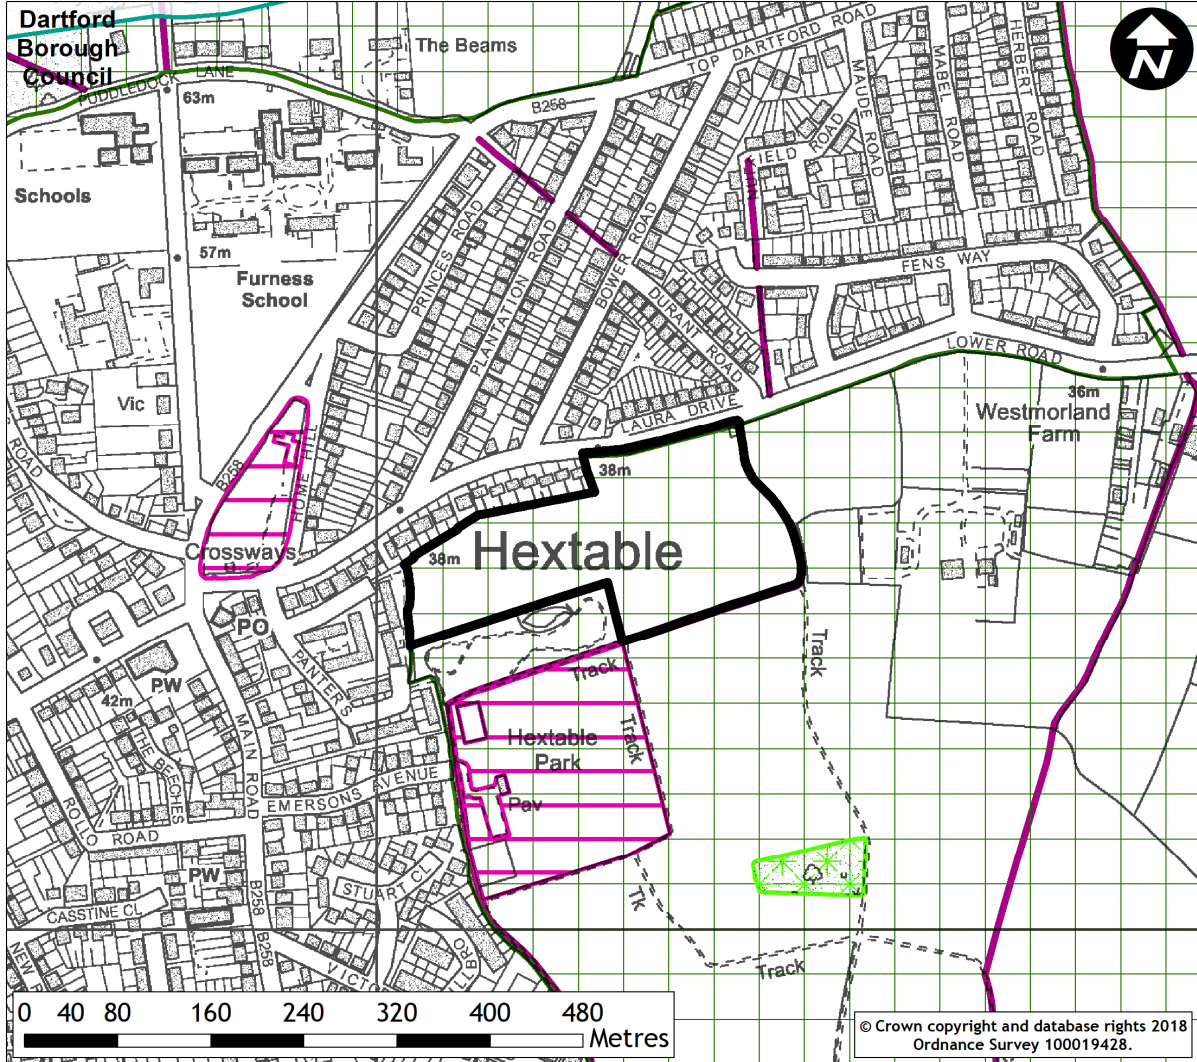 Dartford
Borough
Council
PUDDLEDOCK LANE
63m
The Beams
B258
TOP DARTFORD ROAD
MAUDE ROAD
MABEL ROAD
HERBERT ROAD
N
Schools
57m
Furness
School
PRINCES ROAD
PLANTATION ROAD
ROAD
DURANT ROAD
FENS WAY
LOWER ROAD
36m
Westmorland
Farm
LAURA DRIVE
Vic
ROAD
B258
HOME HILL
Crossways
38m
38m
Hextable
PO
PANTERS
PW
42m
THE BEECHES
MAIN ROAD
EMERSONS AVENUE
ROLLO ROAD
Track
Track
Track
Hextable
Park
Pav
PW
STUART CL
CASSTINE CL
B258
B258
NEW
VICT
Tk
Track
0 40 80 160 240 320 400 480
Metres
© Crown copyright and database rights 2018
Ordnance Survey 100019428.